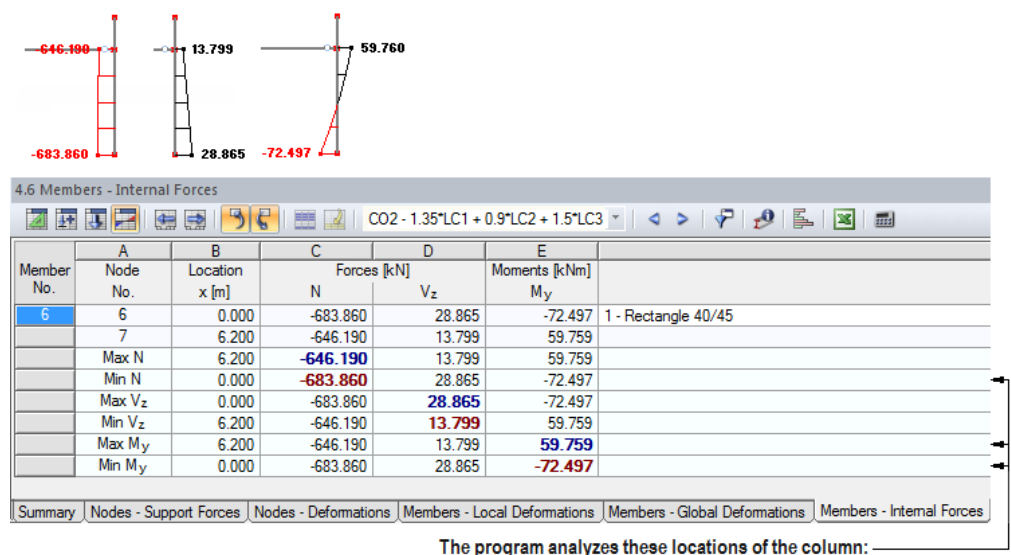 -646.190 13.799 59.760
-683.860 28.865 -72.497
4.6 Members - Internal Forces
CO2 - 1.35*LC1 + 0.9*LC2 + 1.5*LC3
A B C D E
Member Node Location Forces [kN] Moments [kNm]
No. No. x [m] N Vz My
6 6 0.000 -683.860 28.865 -72.497 1 - Rectangle 40/45
7 6.200 -646.190 13.799 59.759
Max N 6.200 -646.190 13.799 59.759
Min N 0.000 -683.860 28.865 -72.497
Max Vz 0.000 -683.860 28.865 -72.497
Min Vz 6.200 -646.190 13.799 59.759
Max My 6.200 -646.190 13.799 59.759
Min My 0.000 -683.860 28.865 -72.497
Summary Nodes - Support Forces Nodes - Deformations Members - Local Deformations Members - Global Deformations Members - Internal Forces
The program analyzes these locations of the column: